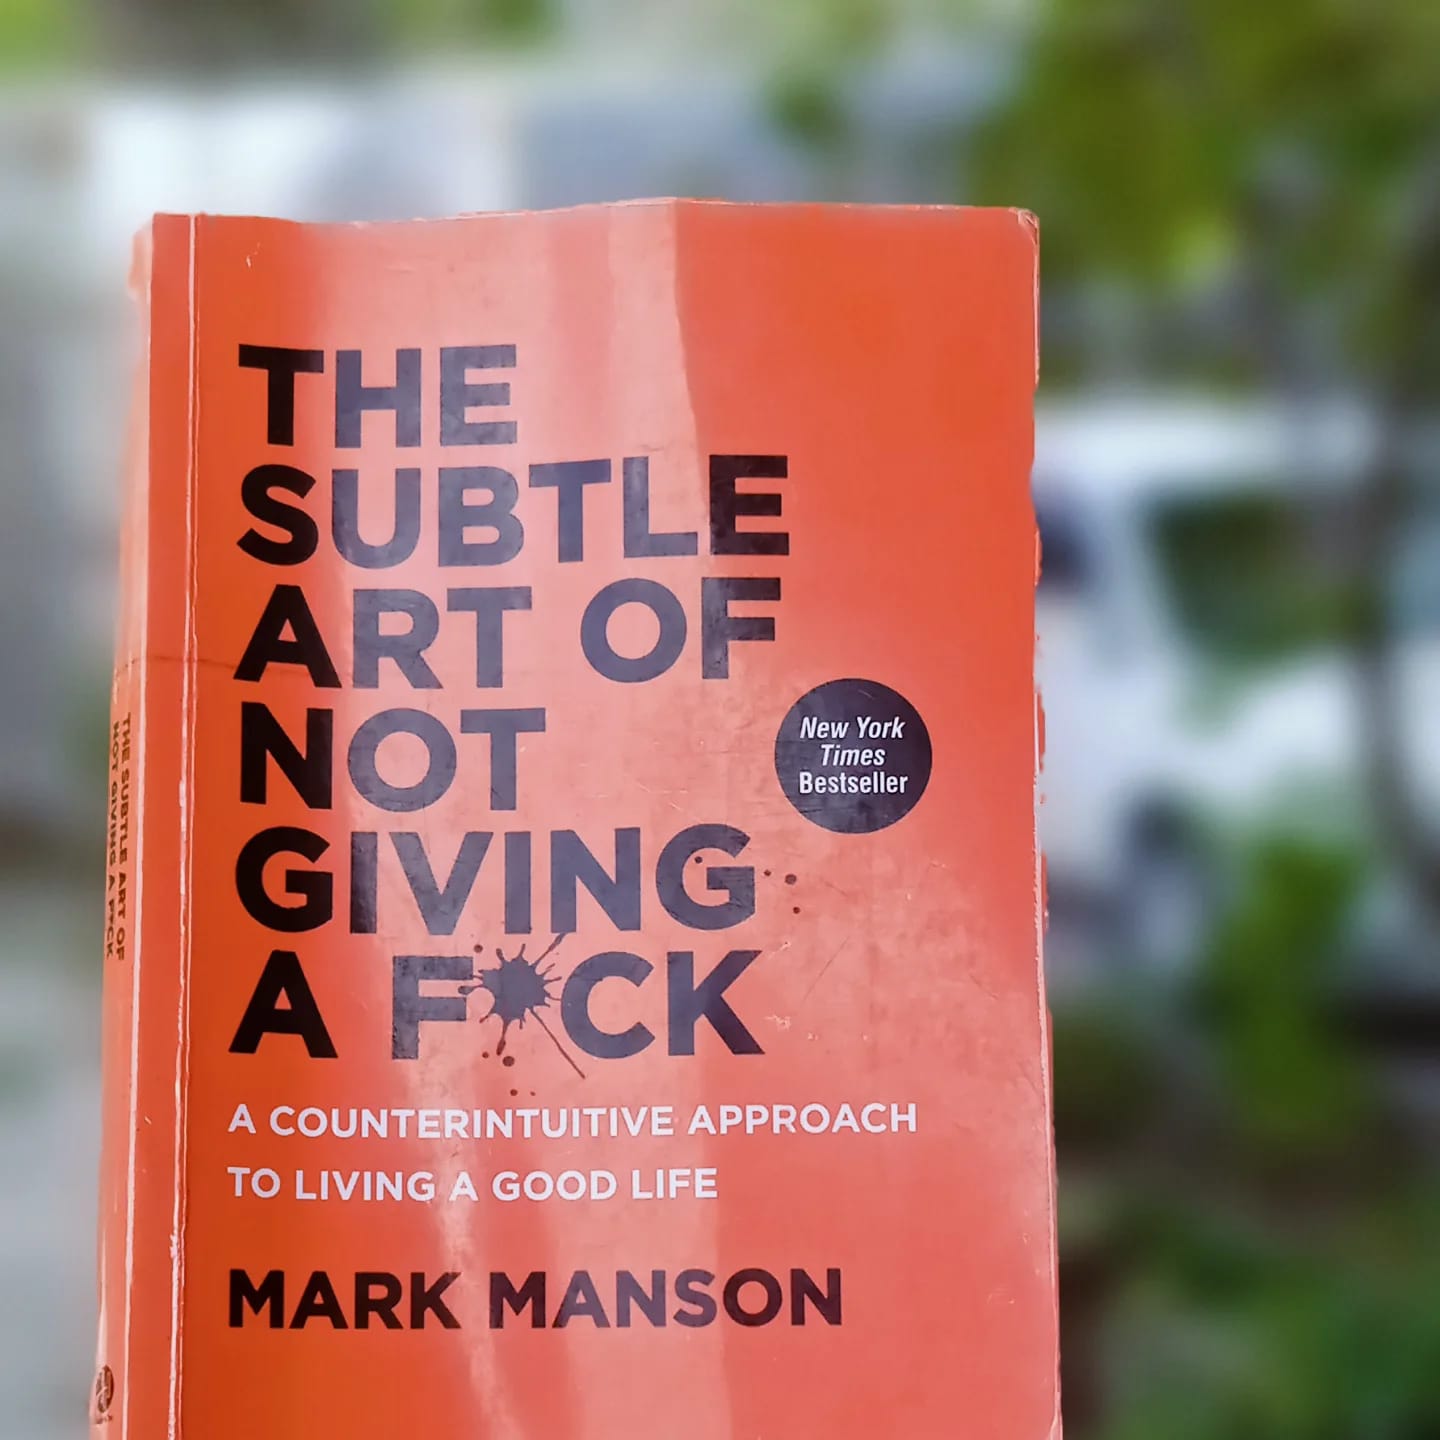 THE
SUBTLE
ART OF
NOT
GIVING
A F*CK
New York
Times
Bestseller
A COUNTERINTUITIVE APPROACH
TO LIVING A GOOD LIFE
MARK MANSON
THE SUBTLE ART OF
NOT GIVING A F*CK